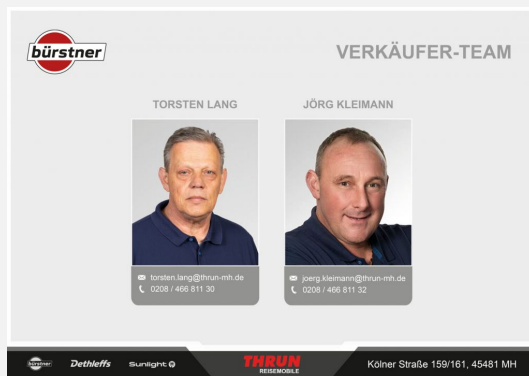 bürstner
VERKÄUFER-TEAM
TORSTEN LANG
JÖRG KLEIMANN
torsten.lang@thrun-mh.de
0208 / 466 811 30
joerg.kleimann@thrun-mh.de
0208 / 466 811 32
bürstner
Dethleffs
Sunlight
THRUN
REISEMOBILE
Kölner Straße 159/161, 45481 MH